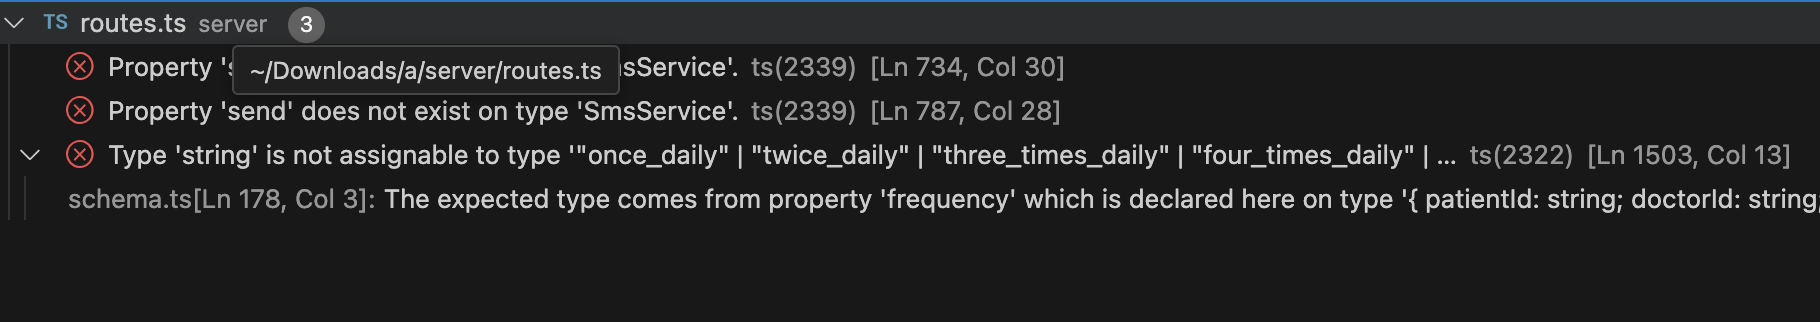 TS routes.ts server 3
Property 's ~/Downloads/a/server/routes.ts sService'. ts(2339) [Ln 734, Col 30]
Property 'send' does not exist on type 'SmsService'. ts(2339) [Ln 787, Col 28]
Type 'string' is not assignable to type '"once_daily" | "twice_daily" | "three_times_daily" | "four_times_daily" | ... ts(2322) [Ln 1503, Col 13]
schema.ts[Ln 178, Col 3]: The expected type comes from property 'frequency' which is declared here on type '{ patientId: string; doctorId: string;